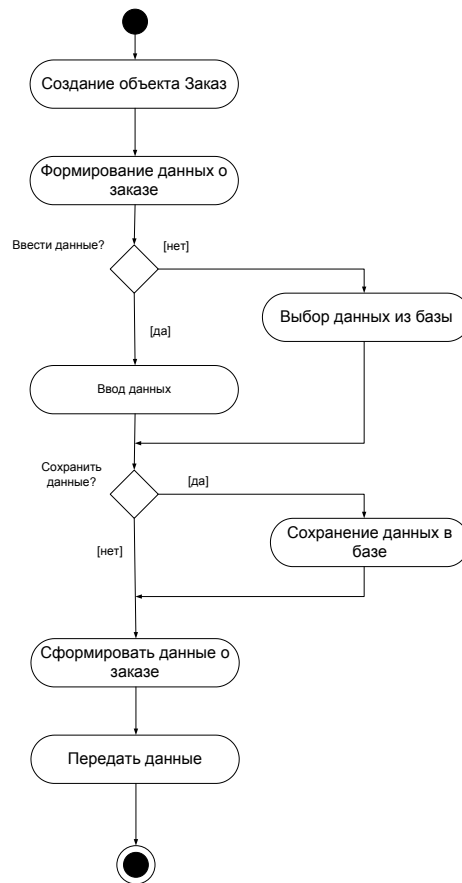 Создание объекта Заказ
Формирование данных о
заказе
Ввести данные?
[нет]
Выбор данных из базы
[да]
Ввод данных
Сохранить
данные?
[да]
Сохранение данных в
базе
[нет]
Сформировать данные о
заказе
Передать данные